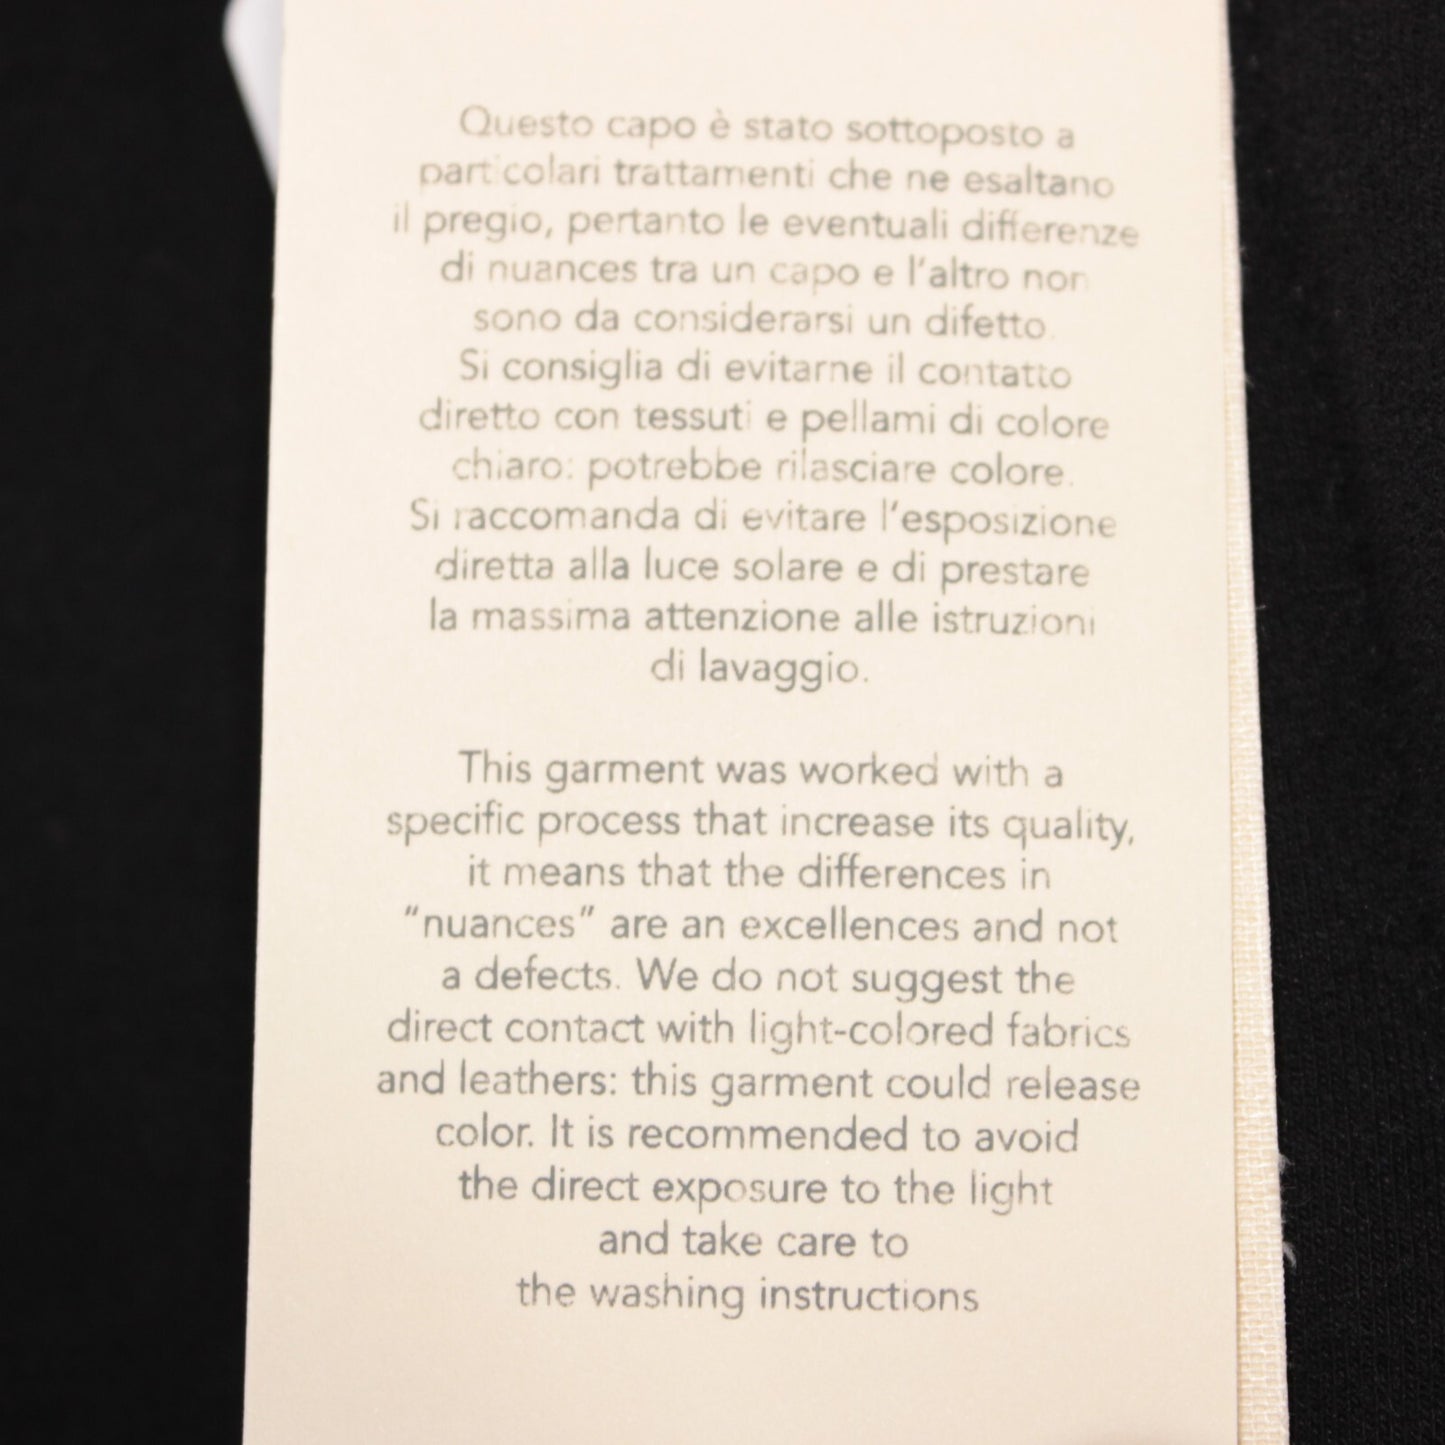 Questo capo è stato sottoposto a
particolari trattamenti che ne esaltano
il pregio, pertanto le eventuali differenze
di nuances tra un capo e l'altro non
sono da considerarsi un difetto.
Si consiglia di evitarne il contatto
diretto con tessuti e pellami di colore
chiaro: potrebbe rilasciare colore.
Si raccomanda di evitare l'esposizione
diretta alla luce solare e di prestare
la massima attenzione alle istruzioni
di lavaggio.
This garment was worked with a
specific process that increase its quality,
it means that the differences in
"nuances" are an excellences and not
a defects. We do not suggest the
direct contact with light-colored fabrics
and leathers: this garment could release
color. It is recommended to avoid
the direct exposure to the light
and take care to
the washing instructions